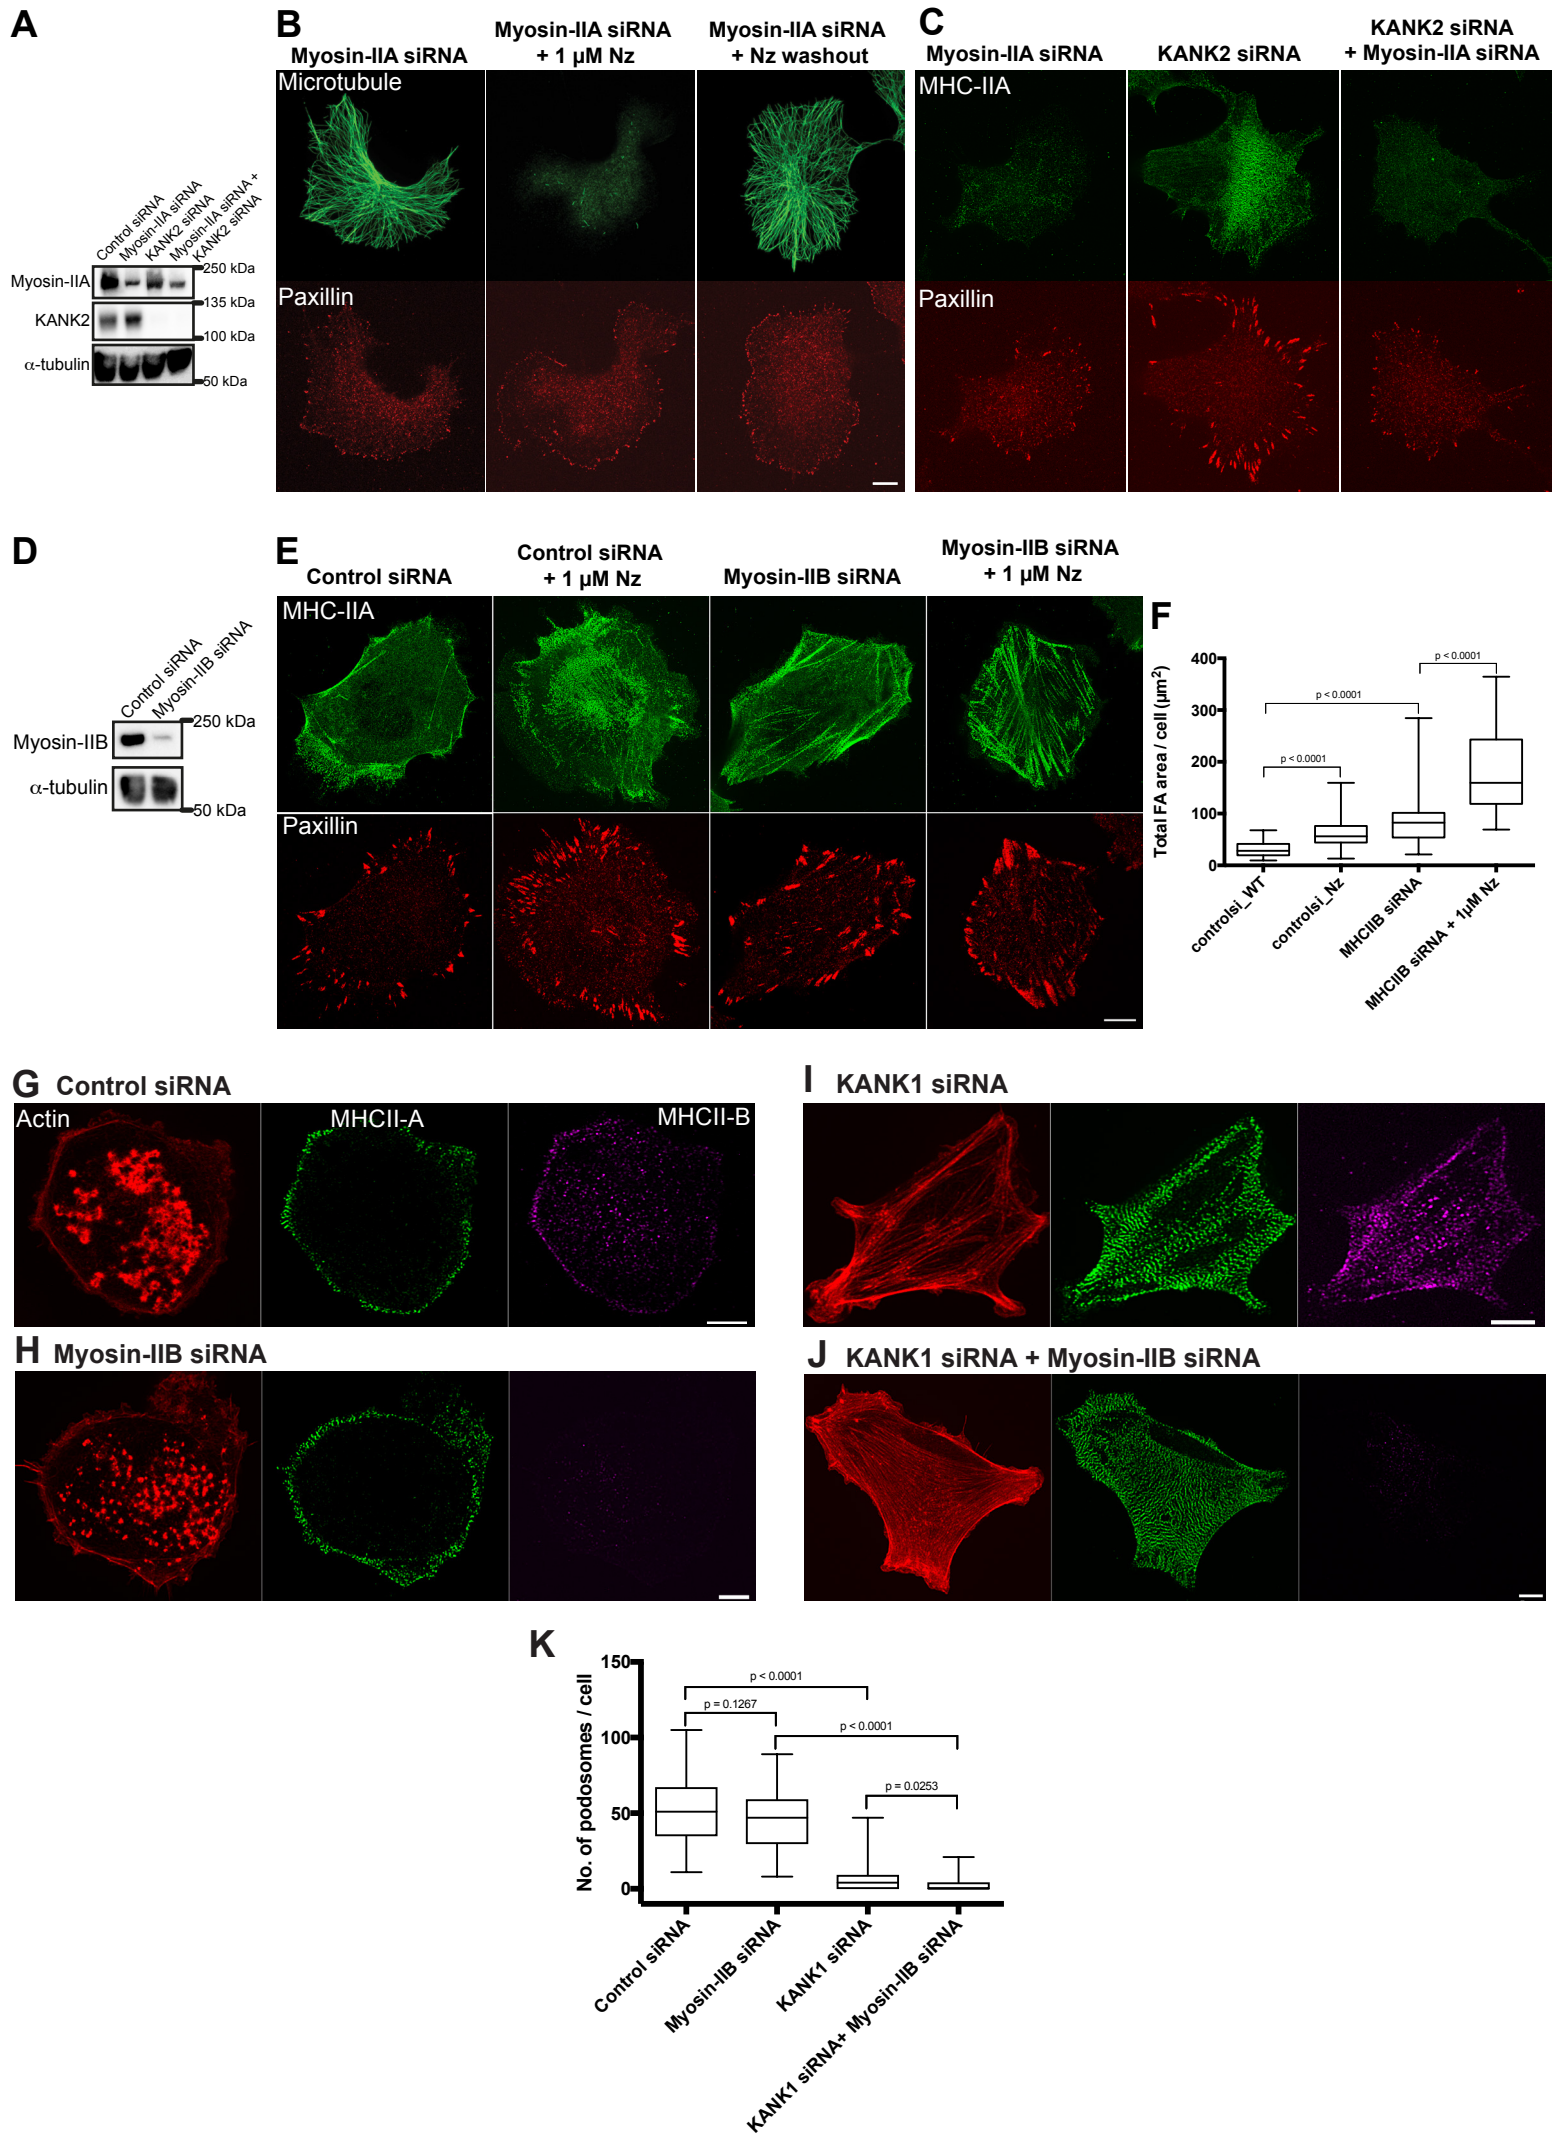 A
Control siRNA
Myosin-IIA siRNA
KANK2 siRNA
Myosin-IIA siRNA +
KANK2 siRNA
Myosin-IIA
250 kDa
135 kDa
KANK2
100 kDa
α-tubulin
50 kDa
B
Myosin-IIA siRNA
Myosin-IIA siRNA
+ 1 µM Nz
Myosin-IIA siRNA
+ Nz washout
Microtubule
Paxillin
C
Myosin-IIA siRNA
KANK2 siRNA
KANK2 siRNA
+ Myosin-IIA siRNA
MHC-IIA
Paxillin
D
Control siRNA
Myosin-IIB siRNA
250 kDa
Myosin-IIB
α-tubulin
50 kDa
E
Control siRNA
Control siRNA
+ 1 µM Nz
Myosin-IIB siRNA
Myosin-IIB siRNA
+ 1 µM Nz
MHC-IIA
Paxillin
F
Total FA area / cell (µm²)
400
300
200
100
0
p < 0.0001
p < 0.0001
p < 0.0001
controlsi_WT
controlsi_Nz
MHCIIB siRNA
MHCIIB siRNA + 1µM Nz
G Control siRNA
Actin
MHCII-A
MHCII-B
H Myosin-IIB siRNA
I KANK1 siRNA
J KANK1 siRNA + Myosin-IIB siRNA
K
No. of podosomes / cell
150
100
50
0
p < 0.0001
p = 0.1267
p < 0.0001
p = 0.0253
Control siRNA
Myosin-IIB siRNA
KANK1 siRNA
KANK1 siRNA+ Myosin-IIB siRNA